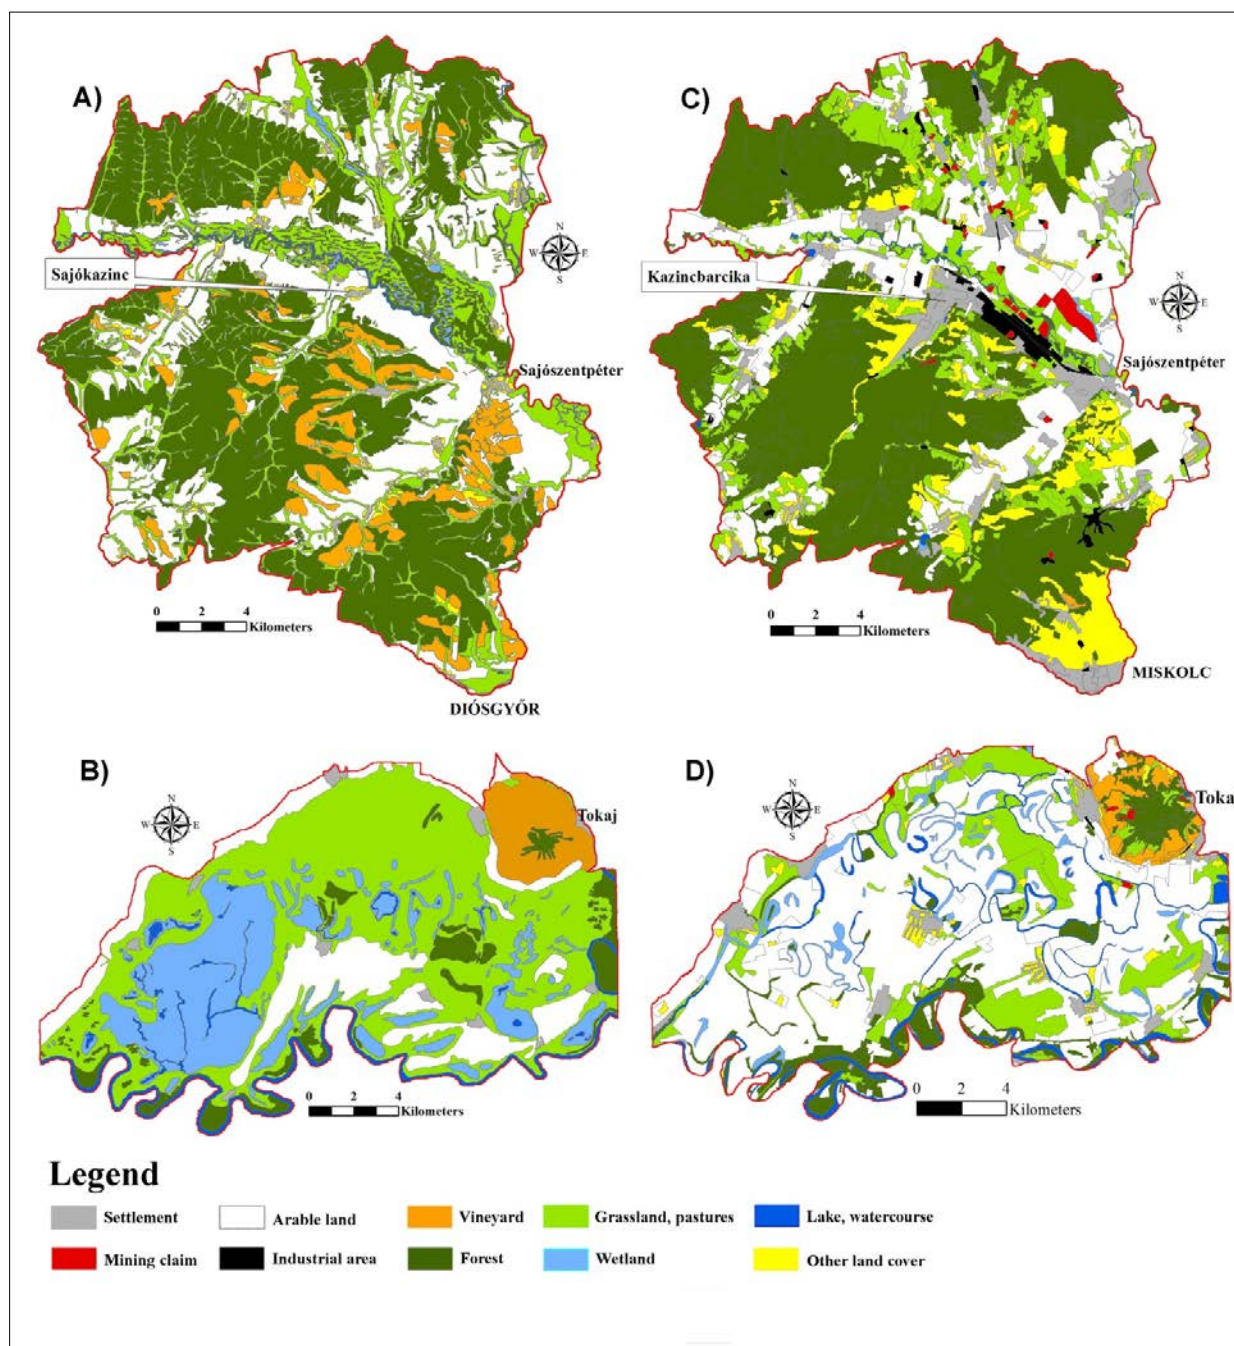 A)
C)
N
W E
S
Sajókazinc
Sajószentpéter
0 2 4
Kilometers
DIÓSGYŐR
N
W E
S
Kazincbarcika
Sajószentpéter
0 2 4
Kilometers
MISKOLC
B)
N
W E
S
Tokaj
0 2 4
Kilometers
D)
N
W E
S
Toka
0 2 4
Kilometers
Legend
Settlement Arable land Vineyard Grassland, pastures Lake, watercourse
Mining claim Industrial area Forest Wetland Other land cover